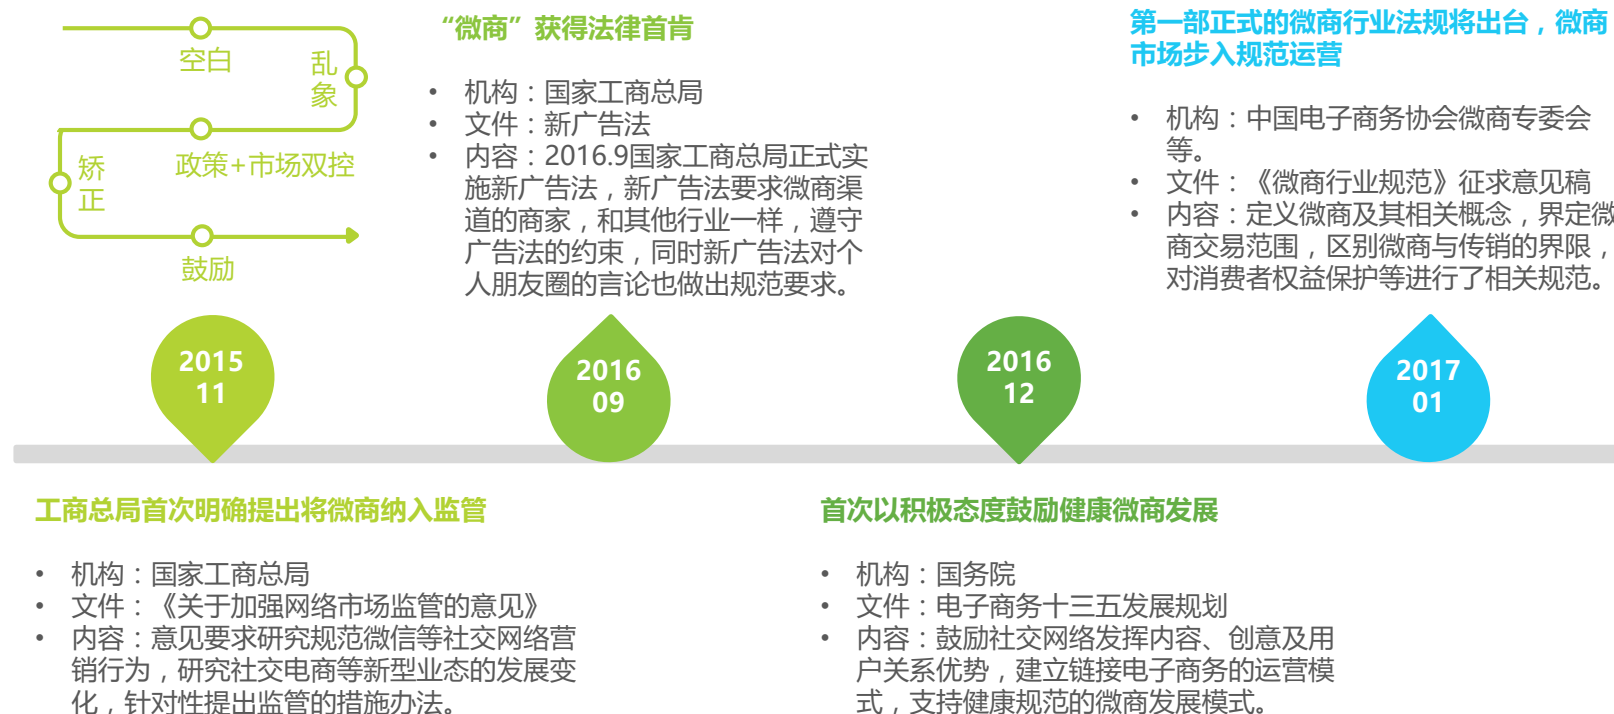 空白
乱
象
政策+市场双控
矫
正
鼓励
“微商”获得法律首肯
• 机构：国家工商总局
• 文件：新广告法
• 内容：2016.9国家工商总局正式实
施新广告法，新广告法要求微商渠
道的商家，和其他行业一样，遵守
广告法的约束，同时新广告法对个
人朋友圈的言论也做出规范要求。
第一部正式的微商行业法规将出台，微商
市场步入规范运营
• 机构：中国电子商务协会微商专委会
等。
• 文件：《微商行业规范》征求意见稿
• 内容：定义微商及其相关概念，界定微
商交易范围，区别微商与传销的界限，
对消费者权益保护等进行了相关规范。
2015
11
2016
09
2016
12
2017
01
工商总局首次明确提出将微商纳入监管
• 机构：国家工商总局
• 文件：《关于加强网络市场监管的意见》
• 内容：意见要求研究规范微信等社交网络营
销行为，研究社交电商等新型业态的发展变
化，针对性提出监管的措施办法。
首次以积极态度鼓励健康微商发展
• 机构：国务院
• 文件：电子商务十三五发展规划
• 内容：鼓励社交网络发挥内容、创意及用
户关系优势，建立链接电子商务的运营模
式，支持健康规范的微商发展模式。